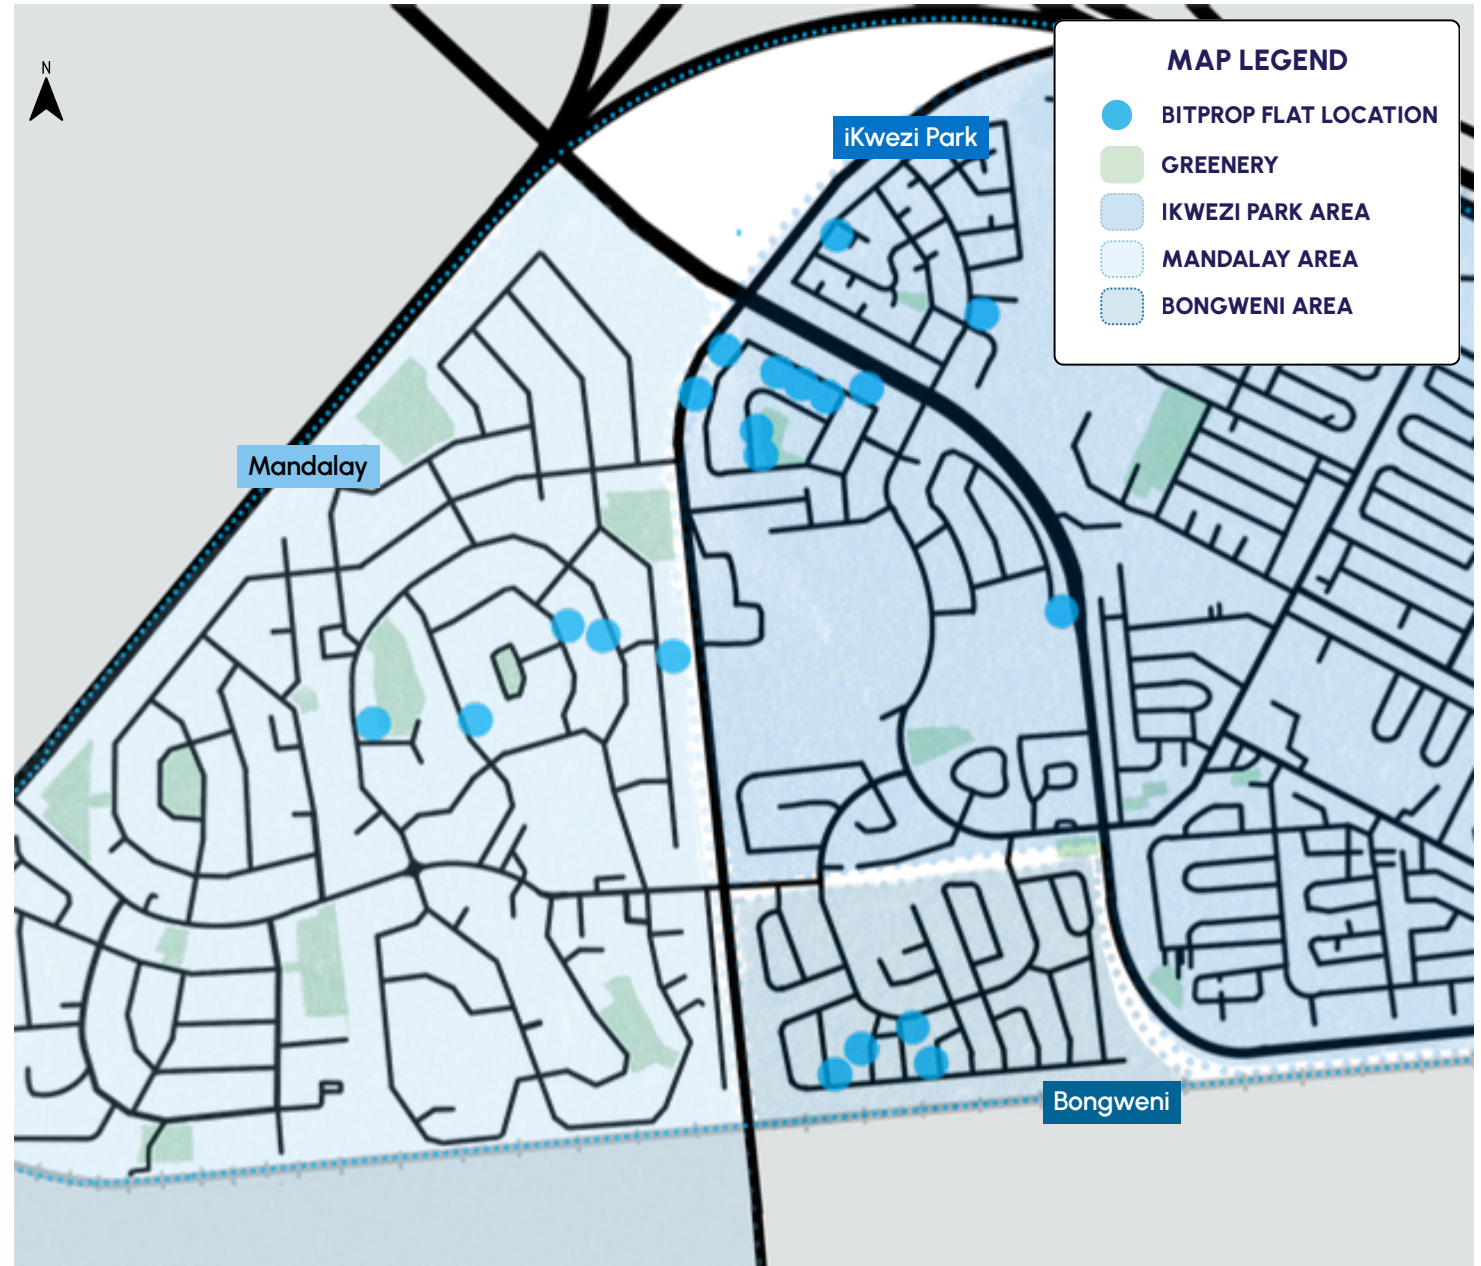 N
MAP LEGEND
BITPROP FLAT LOCATION
GREENERY
IKWEZI PARK AREA
MANDALAY AREA
BONGWENI AREA
iKwezi Park
Mandalay
Bongweni